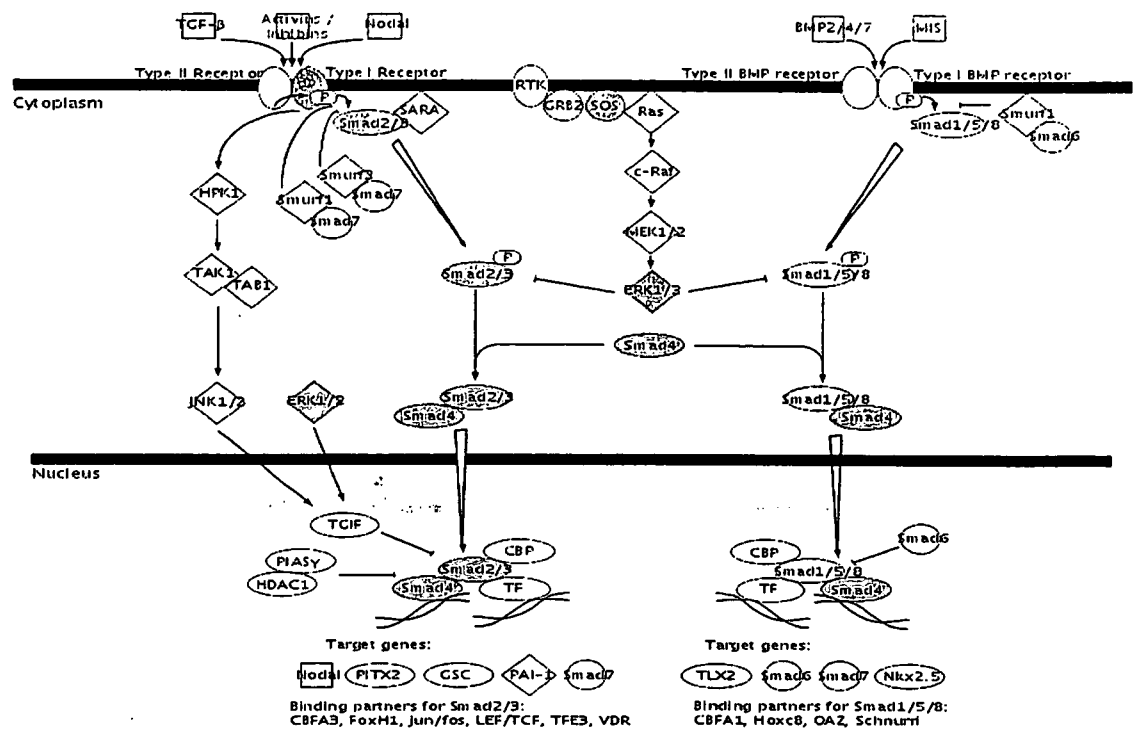 TGF-β Activins / Nodal BMP2/4/7 MIS
Inhibins
Type II Receptor Type I Receptor RTK Type II BMP receptor Type I BMP receptor
Cytoplasm
P GRB2 SOS Ras P
Smad2/3 SARA Smad1/5/8 Smurf1
Smad6
HPK1 Smurf1 Smad7 c-Raf
Smad7
MEK1/2
TAK1 P P
TAB1 Smad2/3 Smad1/5/8
Smad4
JNK1/2 ERK1/2 Smad2/3 Smad1/5/8
Smad4 Smad4
Nucleus
TGIF
CBP CBP Smad6
PIASγ Smad2/3 Smad1/5/8
HDAC1 Smad4 TF TF Smad4
Target genes: Target genes:
Nodal PITX2 GSC PAI-1 Smad7 TLX2 Smad6 Smad7 Nkx2.5
Binding partners for Smad2/3: Binding partners for Smad1/5/8:
CBFA3, FoxH1, Jun/fos, LEF/TCF, TFE3, VDR CBFA1, Hoxc8, OAZ, Schnurri